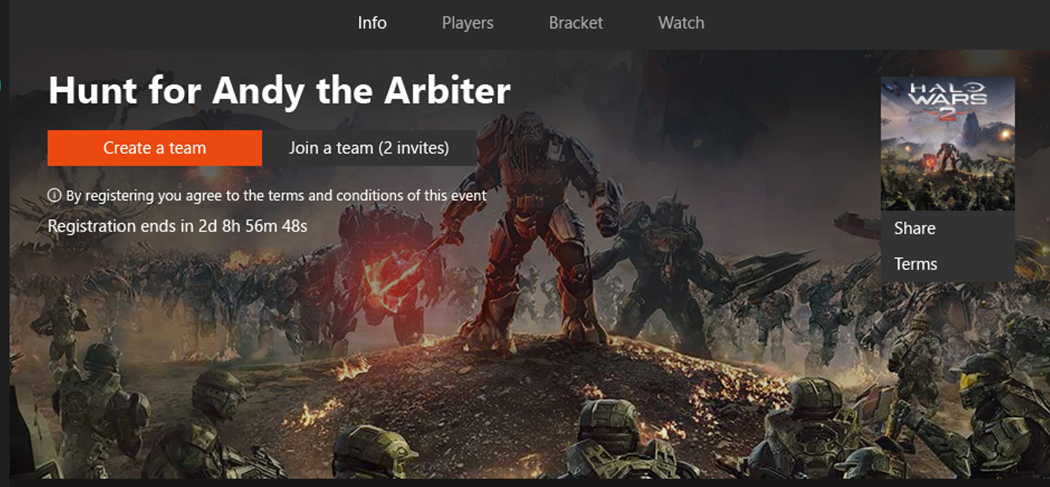 Info Players Bracket Watch
Hunt for Andy the Arbiter
Create a team Join a team (2 invites)
By registering you agree to the terms and conditions of this event
Registration ends in 2d 8h 56m 48s
HALO
WARS
2
Share
Terms